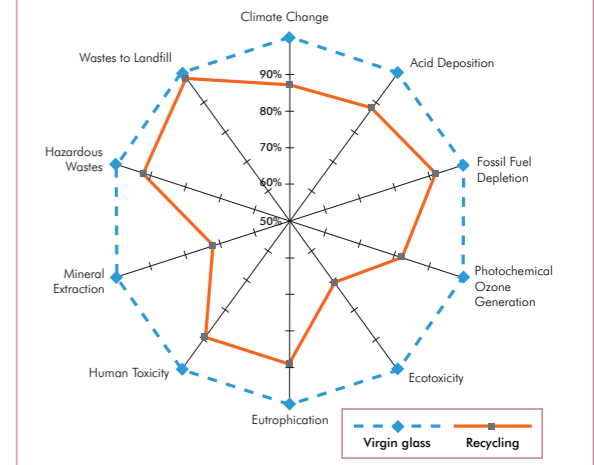 Climate Change
Wastes to Landfill
Acid Deposition
90%
80%
70%
60%
50%
Hazardous
Wastes
Fossil Fuel
Depletion
Mineral
Extraction
Photochemical
Ozone
Generation
Human Toxicity
Ecotoxicity
Eutrophication
Virgin glass
Recycling